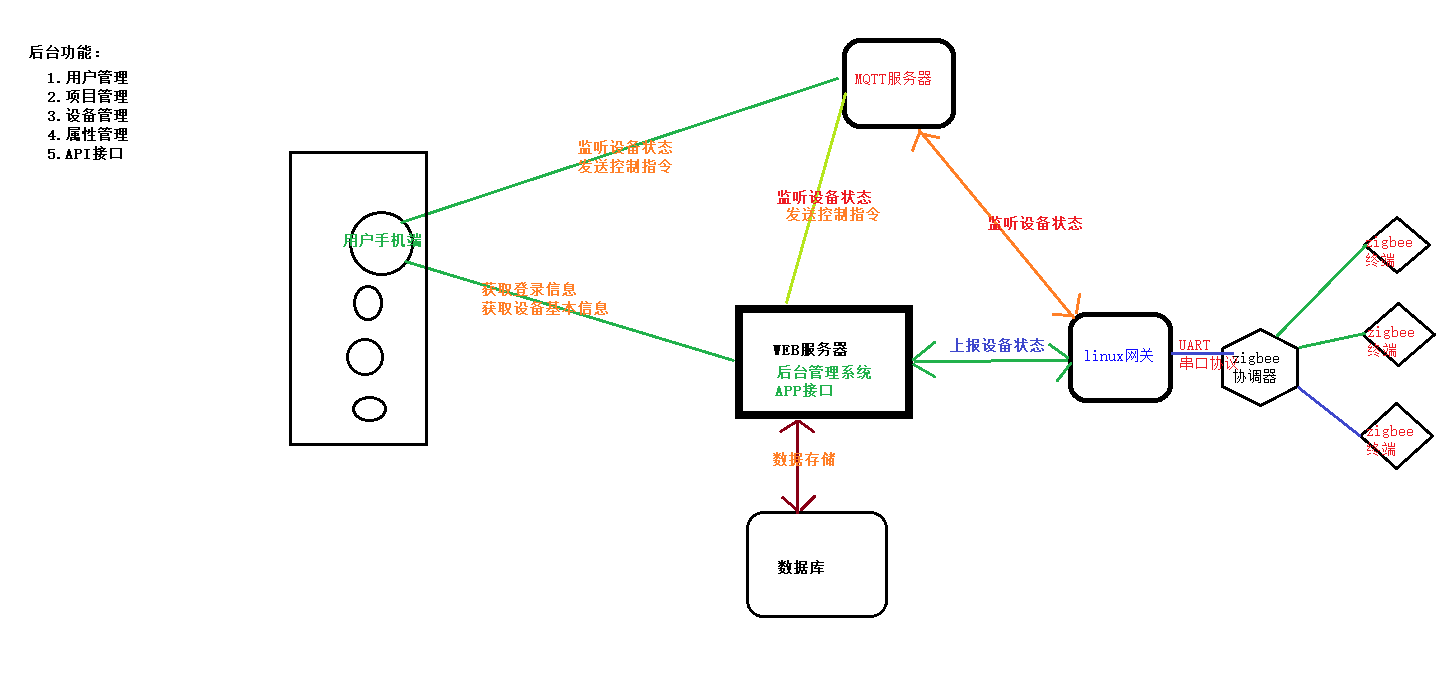 后台功能：
1.用户管理
2.项目管理
3.设备管理
4.属性管理
5.API接口
MQTT服务器
监听设备状态
发送控制指令
监听设备状态
发送控制指令
监听设备状态
用户手机端
获取登录信息
获取设备基本信息
WEB服务器
后台管理系统
APP接口
上报设备状态
linux网关
UART
串口协议
zigbee
协调器
zigbee
终端
zigbee
终端
zigbee
终端
数据存储
数据库